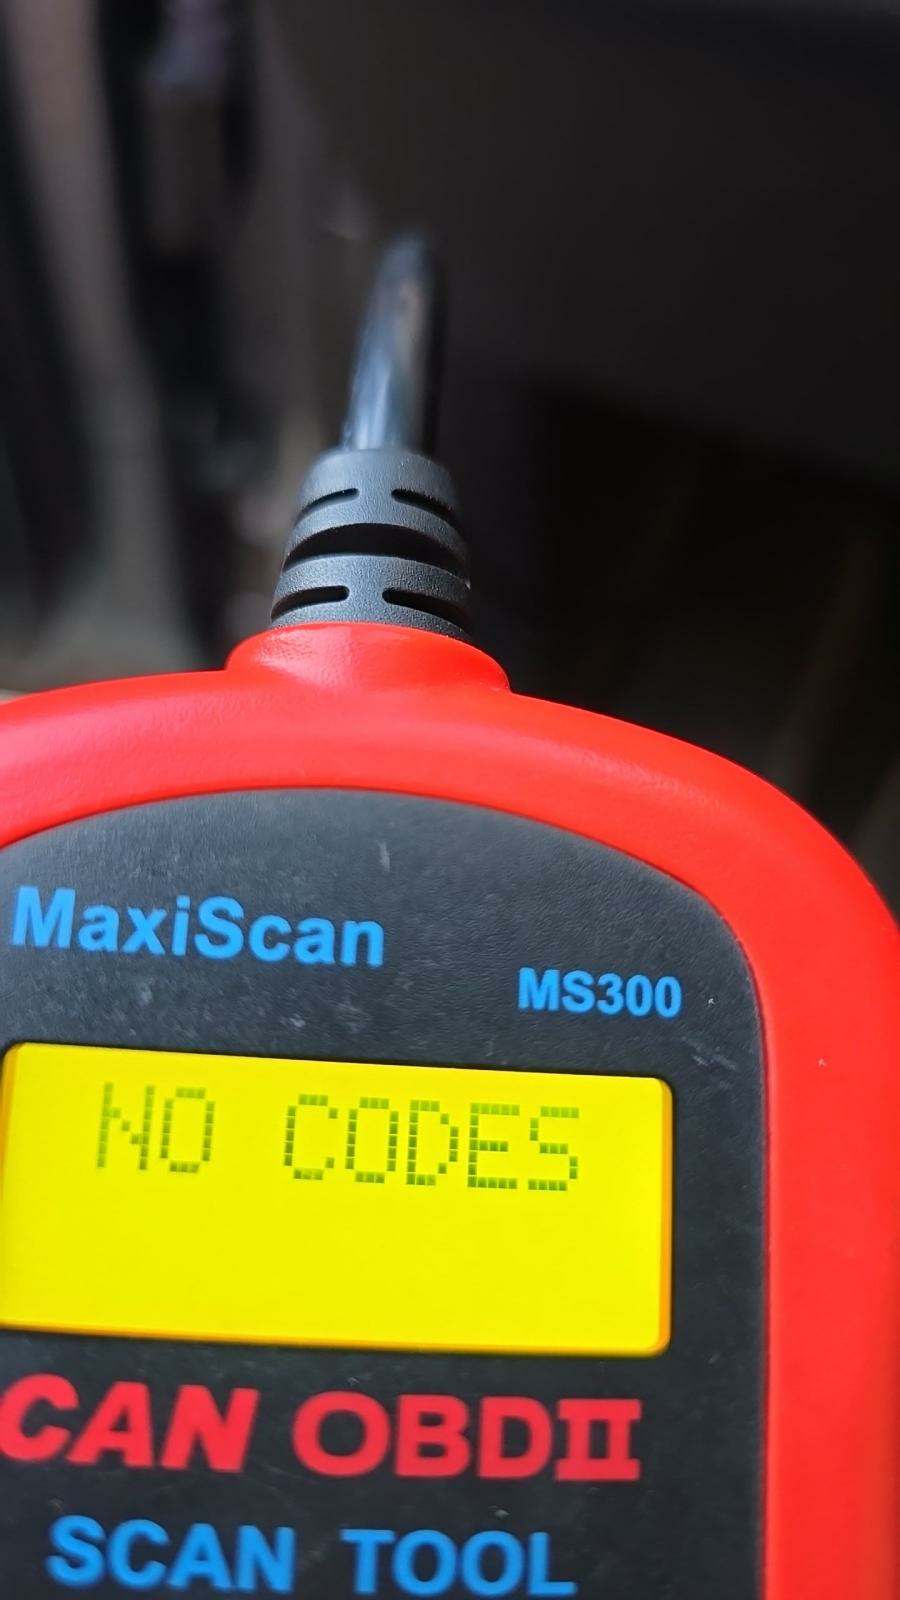 MaxiScan
MS300
NO CODES
CAN OBDII
SCAN TOOL